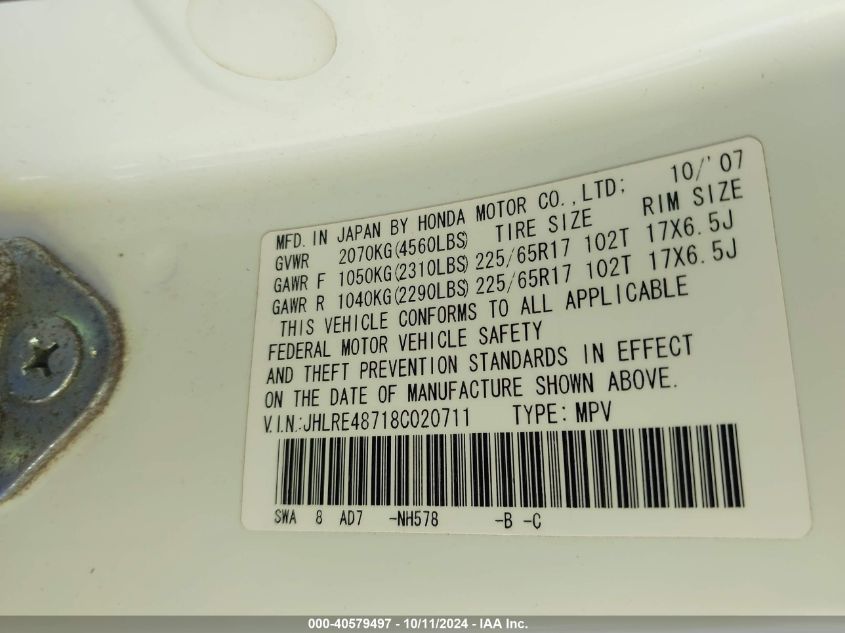 MFD. IN JAPAN BY HONDA MOTOR CO., LTD; 10/'07
GVWR 2070KG(4560LBS) TIRE SIZE RIM SIZE
GAWR F 1050KG(2310LBS) 225/65R17 102T 17X6.5J
GAWR R 1040KG(2290LBS) 225/65R17 102T 17X6.5J
THIS VEHICLE CONFORMS TO ALL APPLICABLE
FEDERAL MOTOR VEHICLE SAFETY
AND THEFT PREVENTION STANDARDS IN EFFECT
ON THE DATE OF MANUFACTURE SHOWN ABOVE.
V.I.N.:JHLRE48718C020711 TYPE: MPV
SWA 8 AD7 -NH578 -B -C
000-40579497 - 10/11/2024 - IAA Inc.